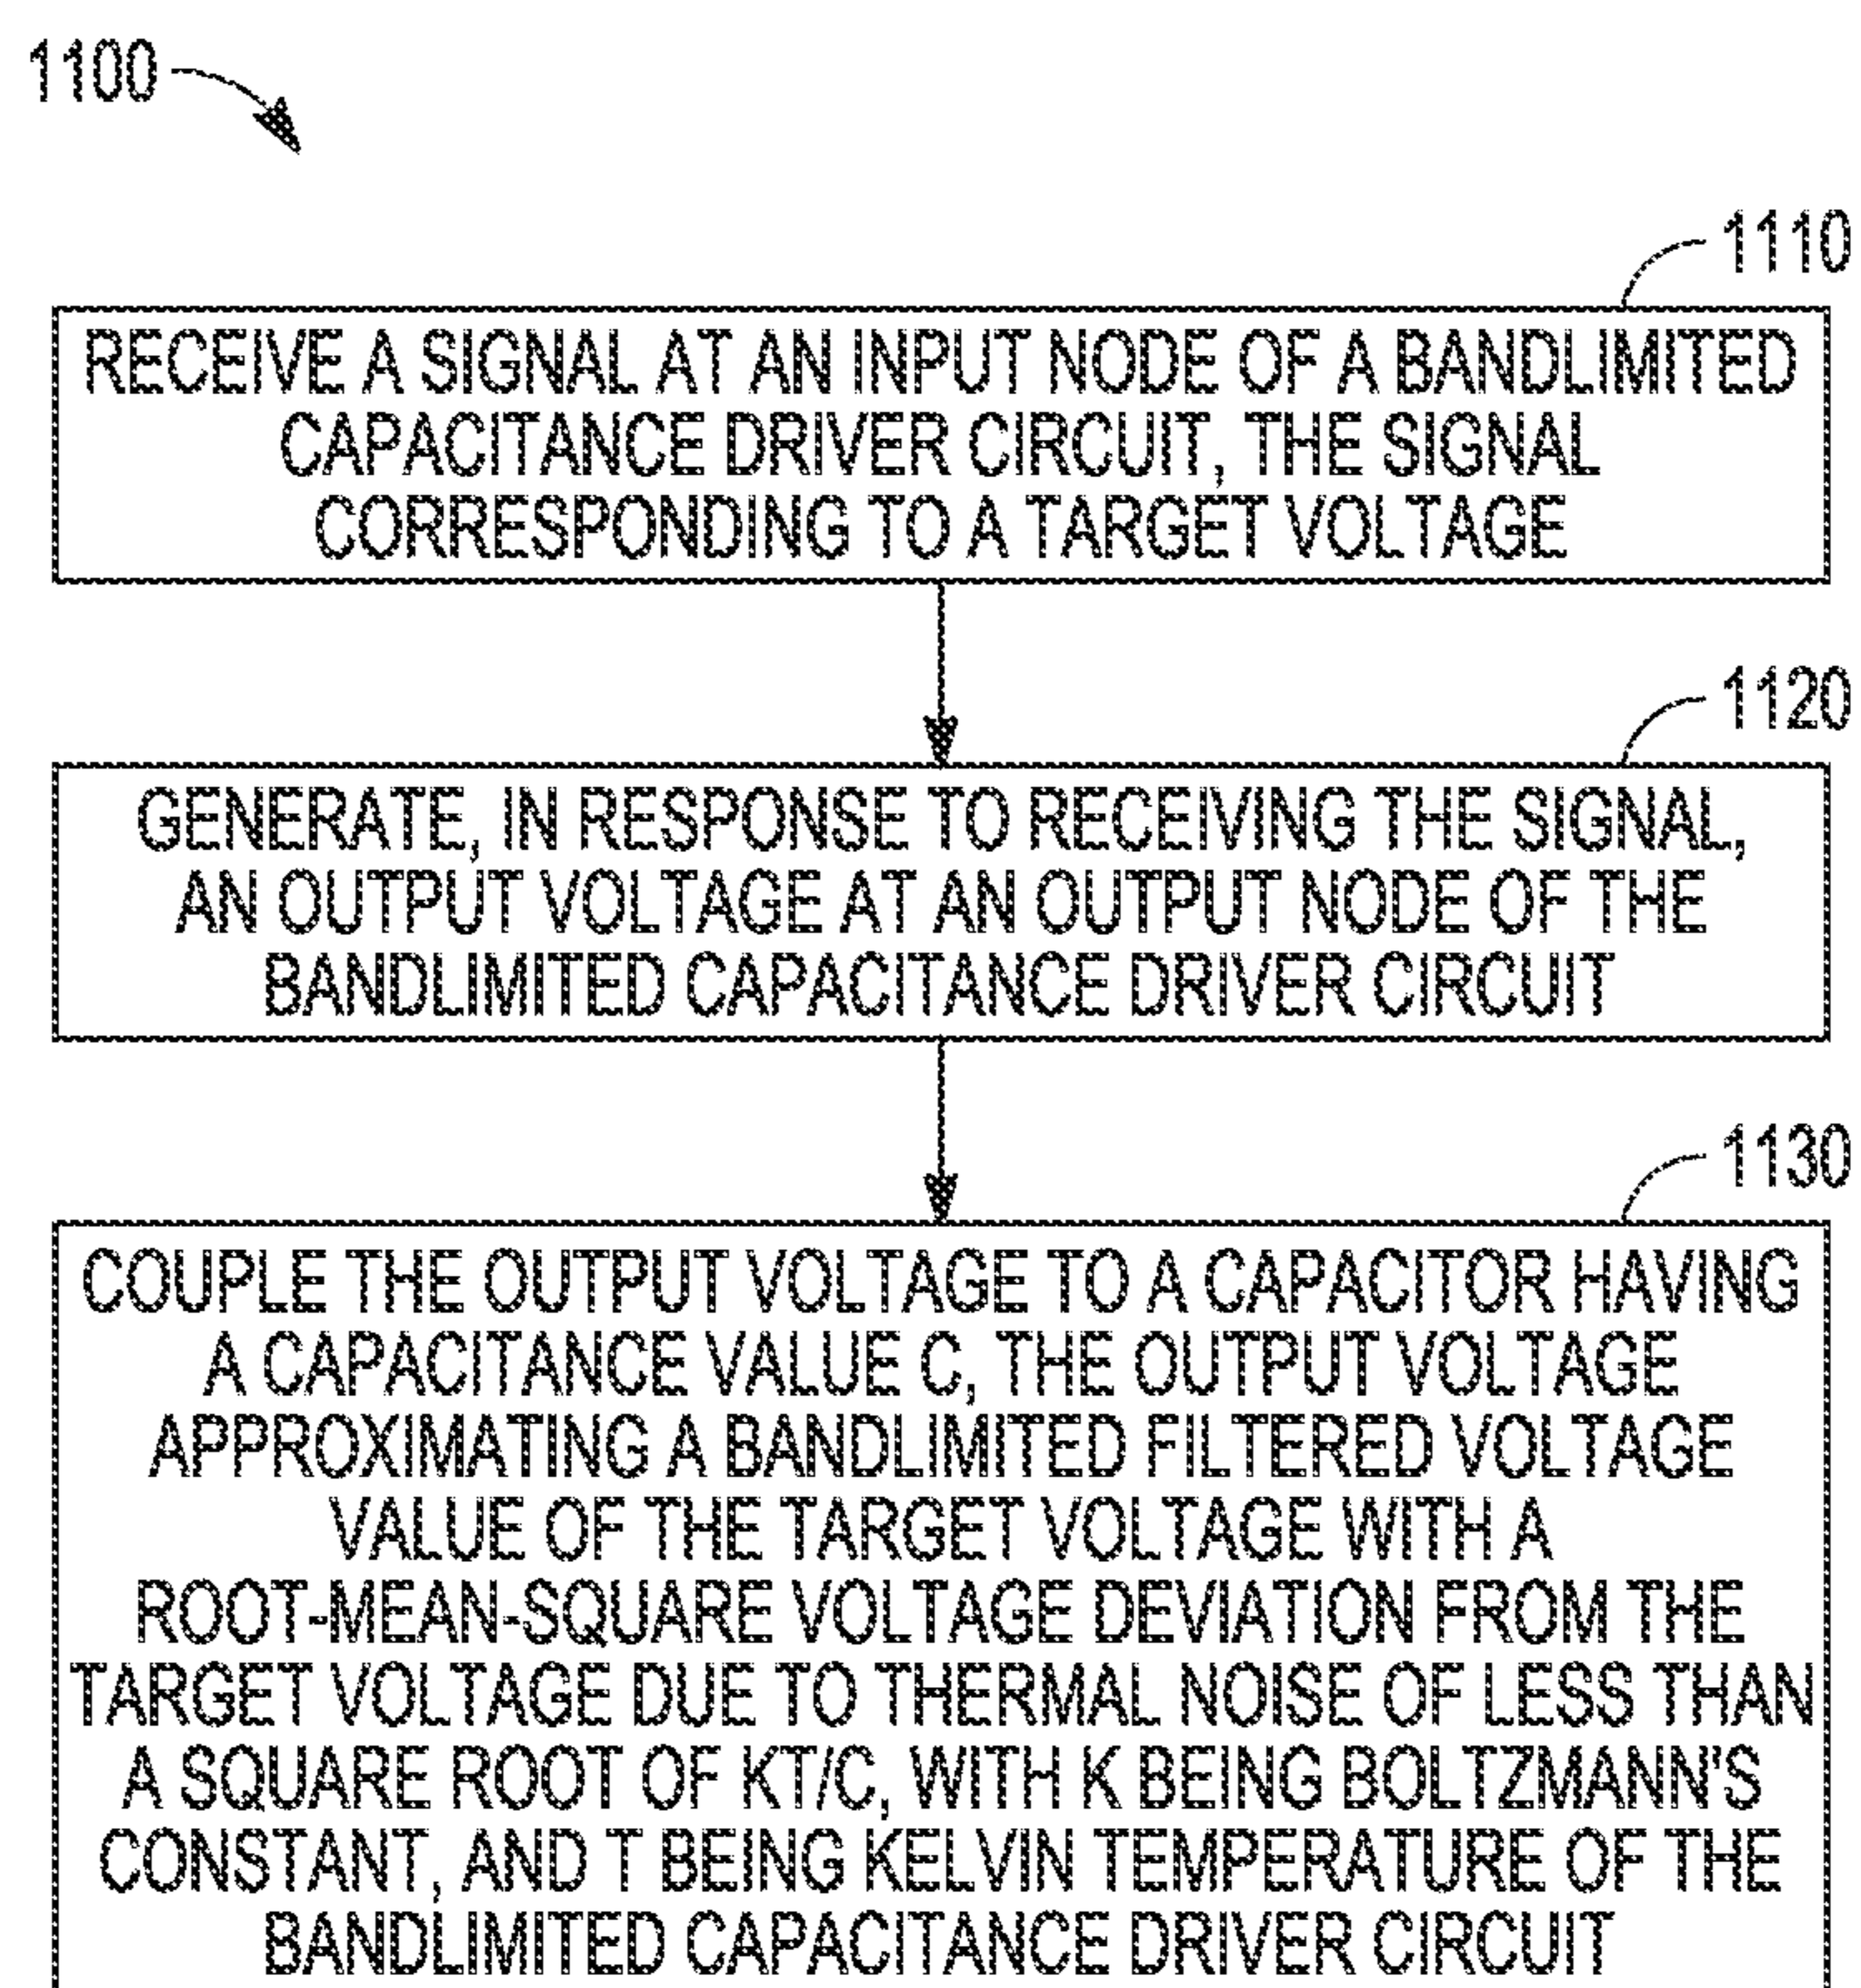 1100
1110
RECEIVE A SIGNAL AT AN INPUT NODE OF A BANDLIMITED
CAPACITANCE DRIVER CIRCUIT, THE SIGNAL
CORRESPONDING TO A TARGET VOLTAGE
1120
GENERATE, IN RESPONSE TO RECEIVING THE SIGNAL,
AN OUTPUT VOLTAGE AT AN OUTPUT NODE OF THE
BANDLIMITED CAPACITANCE DRIVER CIRCUIT
1130
COUPLE THE OUTPUT VOLTAGE TO A CAPACITOR HAVING
A CAPACITANCE VALUE C, THE OUTPUT VOLTAGE
APPROXIMATING A BANDLIMITED FILTERED VOLTAGE
VALUE OF THE TARGET VOLTAGE WITH A
ROOT-MEAN-SQUARE VOLTAGE DEVIATION FROM THE
TARGET VOLTAGE DUE TO THERMAL NOISE OF LESS THAN
A SQUARE ROOT OF KT/C, WITH K BEING BOLTZMANN'S
CONSTANT, AND T BEING KELVIN TEMPERATURE OF THE
BANDLIMITED CAPACITANCE DRIVER CIRCUIT